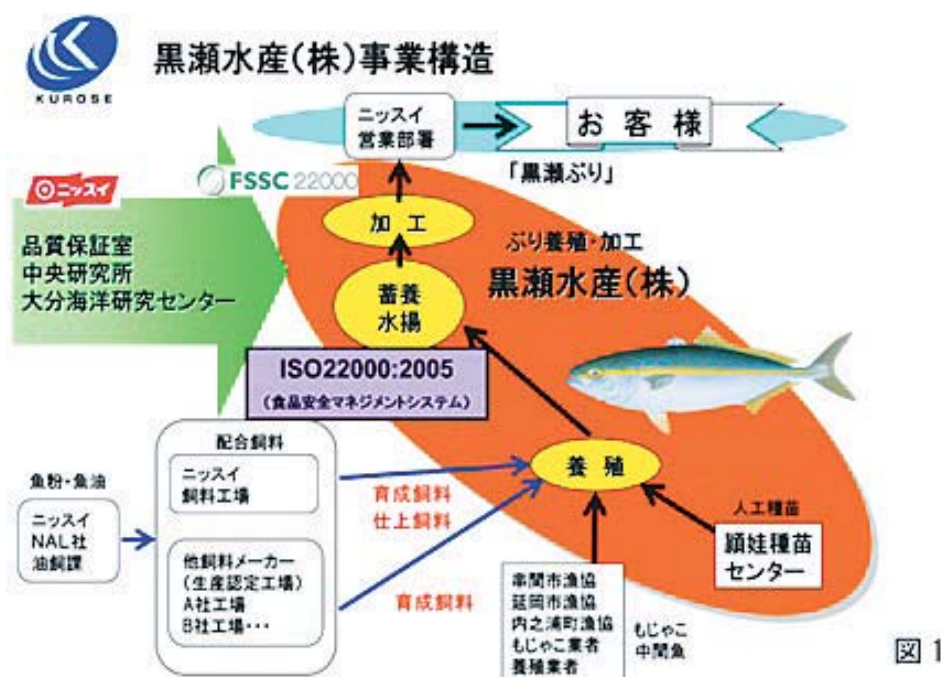 KUROSE
黒瀬水産(株)事業構造
ニッスイ
営業部署
お客様
「黒瀬ぶり」
ニッスイ
FSSC 22000
品質保証室
中央研究所
大分海洋研究センター
加工
ぶり養殖・加工
黒瀬水産(株)
蓄養
水揚
ISO22000:2005
(食品安全マネジメントシステム)
配合飼料
ニッスイ
飼料工場
魚粉・魚油
ニッスイ
NAL社
油飼課
他飼料メーカー
(生産認定工場)
A社工場
B社工場・・・
育成飼料
仕上飼料
育成飼料
養殖
人工種苗
頴娃種苗
センター
串間市漁協
延岡市漁協
内之浦町漁協
もじゃこ業者
養殖業者
もじゃこ
中間魚
図1